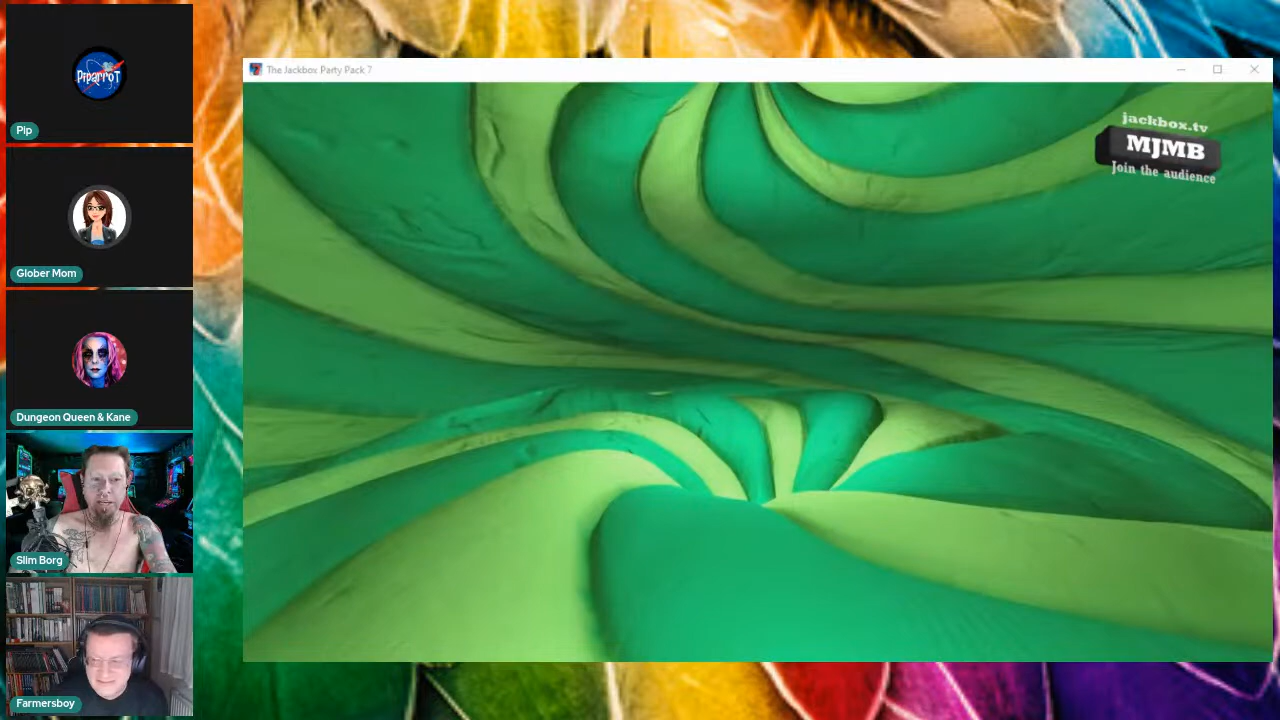 PIParroT
Pip
Glober Mom
Dungeon Queen & Kane
Slim Borg
Farmersboy
The Jackbox Party Pack 7
jackbox.tv
MJMB
Join the audience